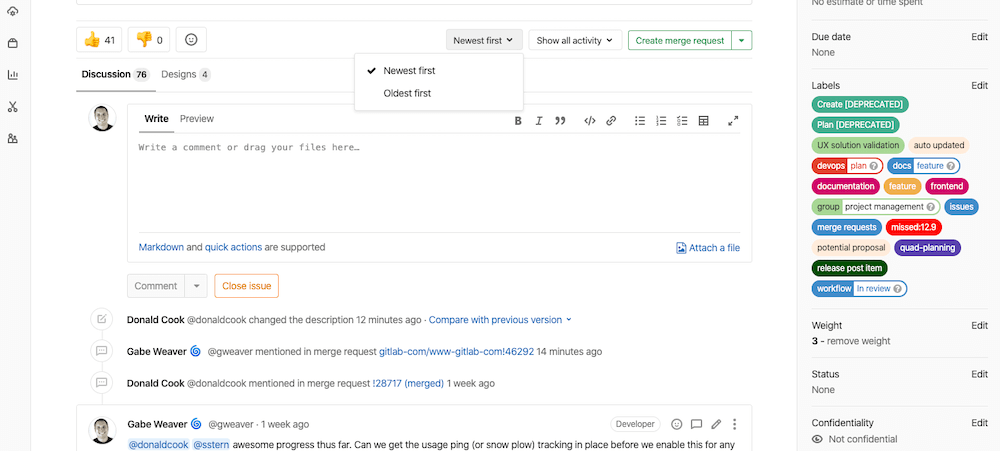 No estimate or time spent
41
0
Newest first
Show all activity
Create merge request
Newest first
Oldest first
Discussion 76
Designs 4
Write
Preview
Write a comment or drag your files here…
Markdown and quick actions are supported
Attach a file
Comment
Close issue
Donald Cook @donaldcook changed the description 12 minutes ago · Compare with previous version
Gabe Weaver @gweaver mentioned in merge request gitlab-com/www-gitlab-com!46292 14 minutes ago
Donald Cook @donaldcook mentioned in merge request !28717 (merged) 1 week ago
Gabe Weaver @gweaver · 1 week ago
Developer
@donaldcook @sstern awesome progress thus far. Can we get the usage ping (or snow plow) tracking in place before we enable this for any
Due date
Edit
None
Labels
Edit
Create [DEPRECATED]
Plan [DEPRECATED]
UX solution validation auto updated
devops plan ? docs feature ?
documentation feature frontend
group project management ? issues
merge requests missed:12.9
potential proposal quad-planning
release post item
workflow In review ?
Weight
Edit
3 - remove weight
Status
Edit
None
Confidentiality
Edit
Not confidential